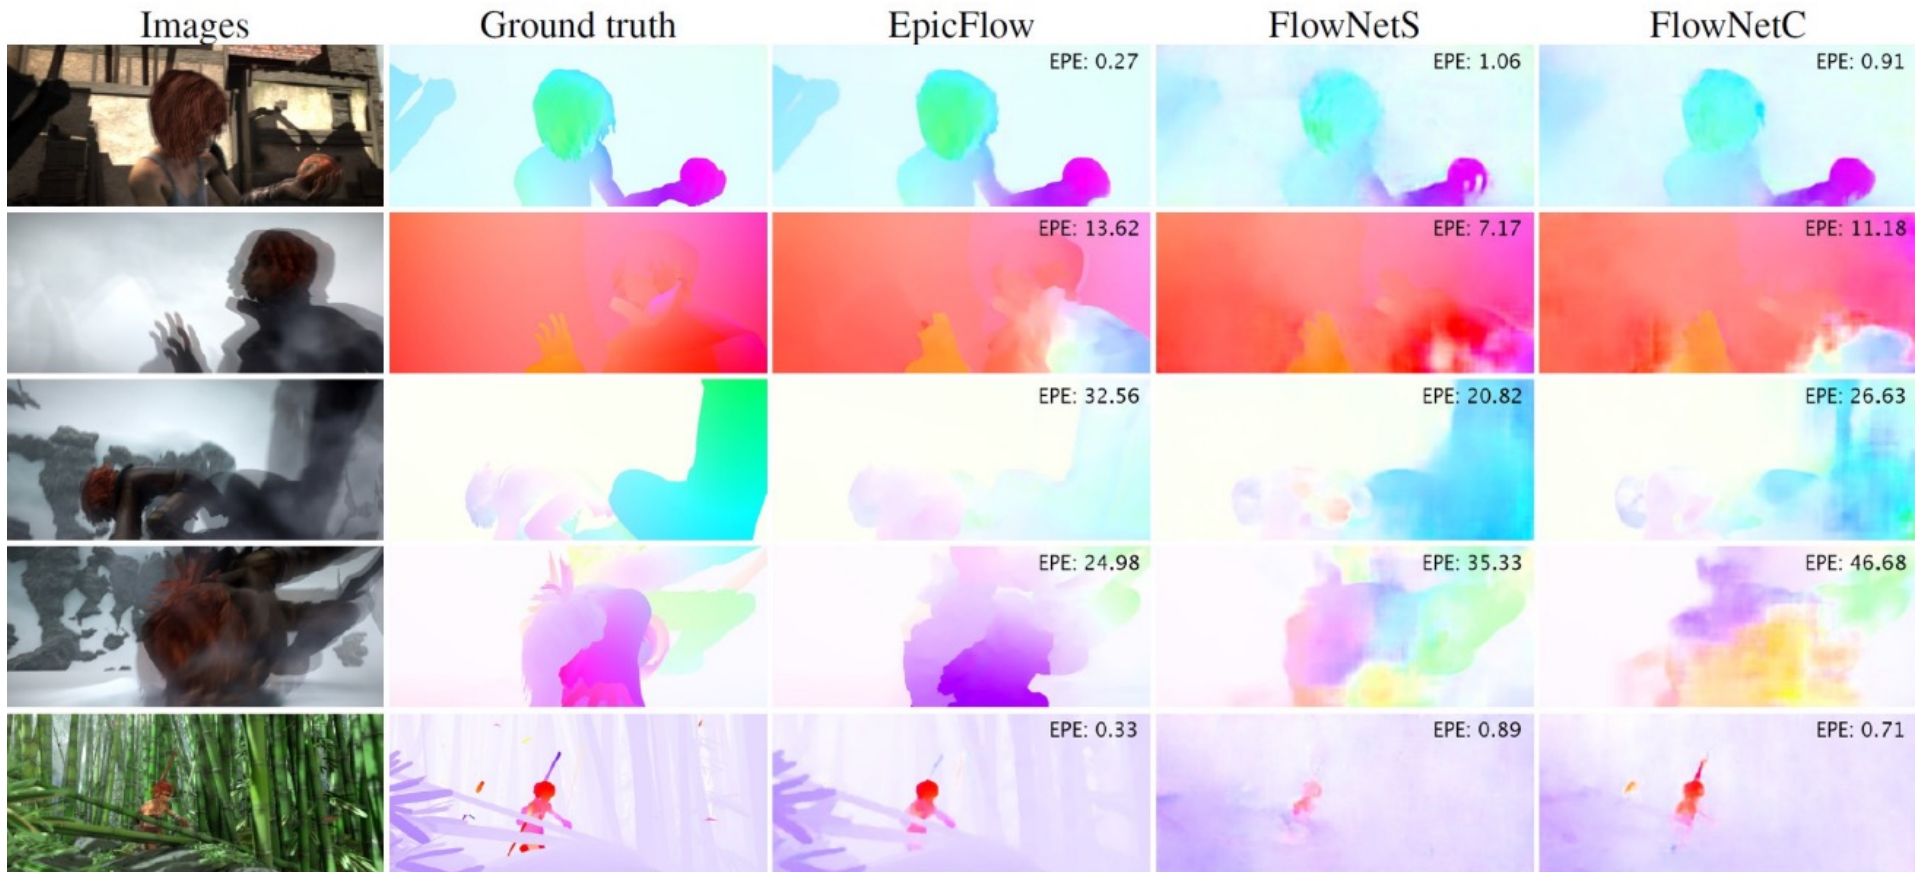 Images Ground truth EpicFlow FlowNetS FlowNetC
EPE: 0.27 EPE: 1.06 EPE: 0.91
EPE: 13.62 EPE: 7.17 EPE: 11.18
EPE: 32.56 EPE: 20.82 EPE: 26.63
EPE: 24.98 EPE: 35.33 EPE: 46.68
EPE: 0.33 EPE: 0.89 EPE: 0.71